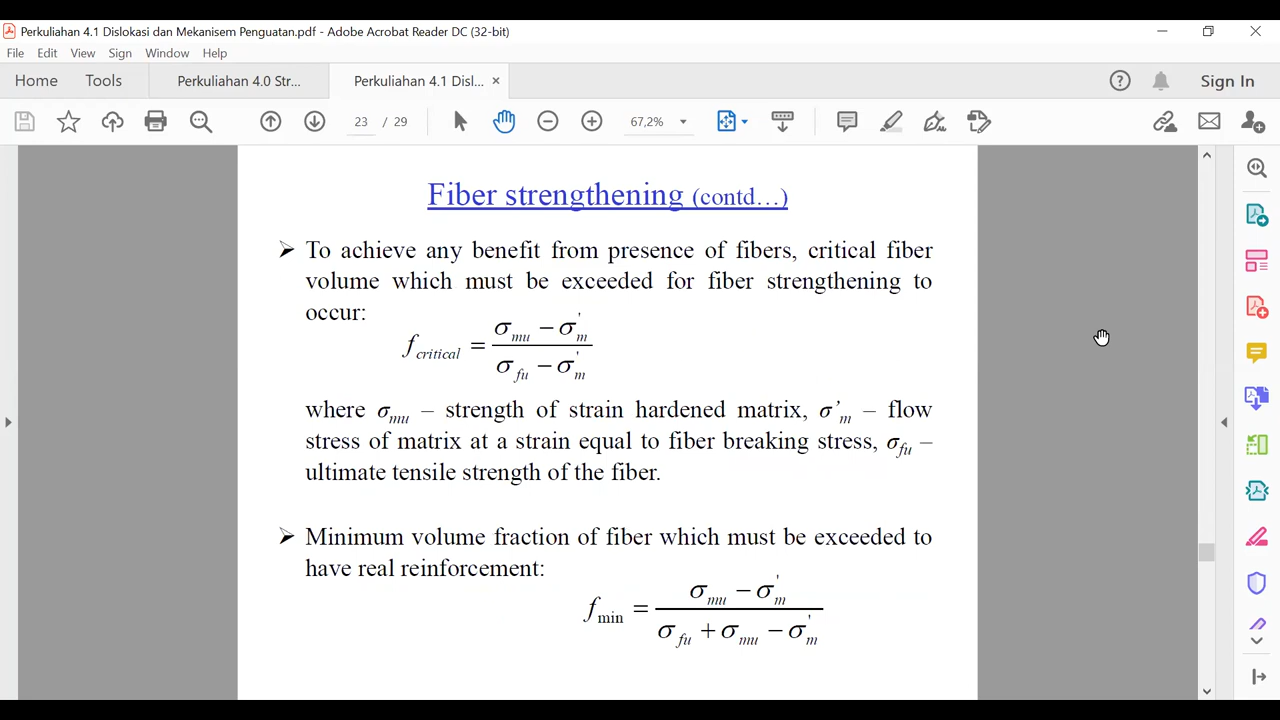 Perkuliahan 4.1 Dislokasi dan Mekanisem Penguatan.pdf - Adobe Acrobat Reader DC (32-bit)
File Edit View Sign Window Help
Home Tools Perkuliahan 4.0 Str... Perkuliahan 4.1 Disl... × Sign In
23 / 29 67,2%
Fiber strengthening (contd…)
➢ To achieve any benefit from presence of fibers, critical fiber
volume which must be exceeded for fiber strengthening to
occur:
f_critical = (σ_mu − σ'_m) / (σ_fu − σ'_m)
where σ_mu – strength of strain hardened matrix, σ’_m – flow
stress of matrix at a strain equal to fiber breaking stress, σ_fu –
ultimate tensile strength of the fiber.
➢ Minimum volume fraction of fiber which must be exceeded to
have real reinforcement:
f_min = (σ_mu − σ'_m) / (σ_fu + σ_mu − σ'_m)